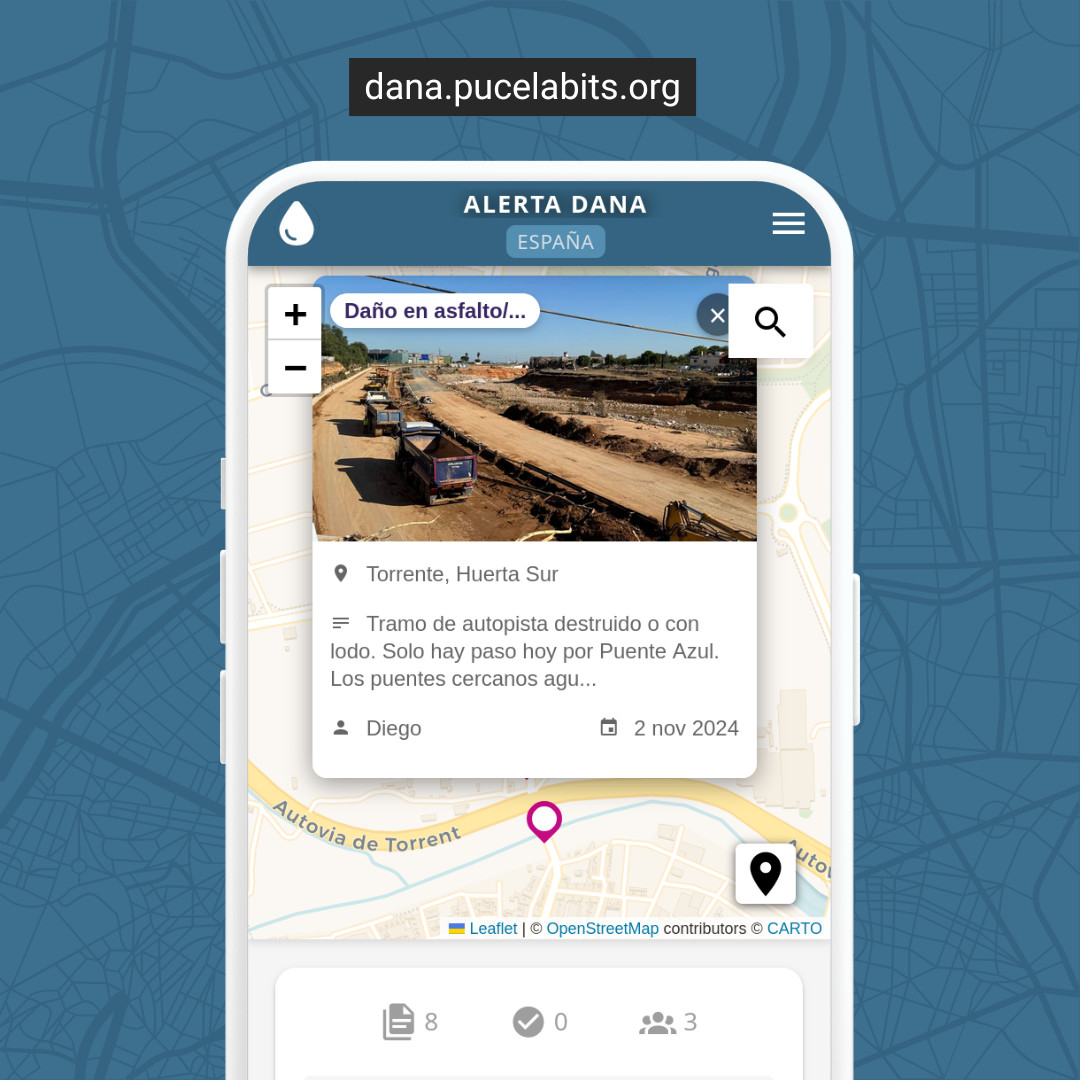 dana.pucelabits.org
ALERTA DANA
ESPAÑA
+
Daño en asfalto/...
×
−
Torrente, Huerta Sur
Tramo de autopista destruido o con
lodo. Solo hay paso hoy por Puente Azul.
Los puentes cercanos agu...
Diego
2 nov 2024
Autovia de Torrent
Autov
Leaflet | © OpenStreetMap contributors © CARTO
8
0
3